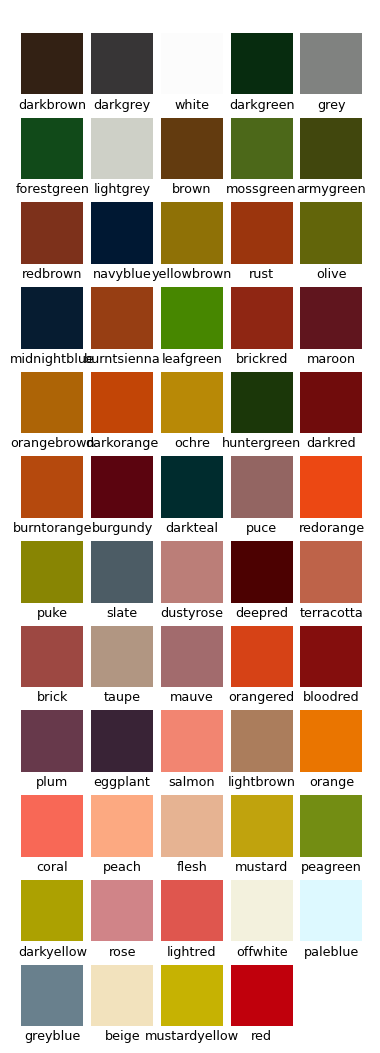 darkbrown darkgrey white darkgreen grey
forestgreen lightgrey brown mossgreen armygreen
redbrown navyblue yellowbrown rust olive
midnightblue burntsienna leafgreen brickred maroon
orangebrown darkorange ochre huntergreen darkred
burntorange burgundy darkteal puce redorange
puke slate dustyrose deepred terracotta
brick taupe mauve orangered bloodred
plum eggplant salmon lightbrown orange
coral peach flesh mustard peagreen
darkyellow rose lightred offwhite paleblue
greyblue beige mustardyellow red